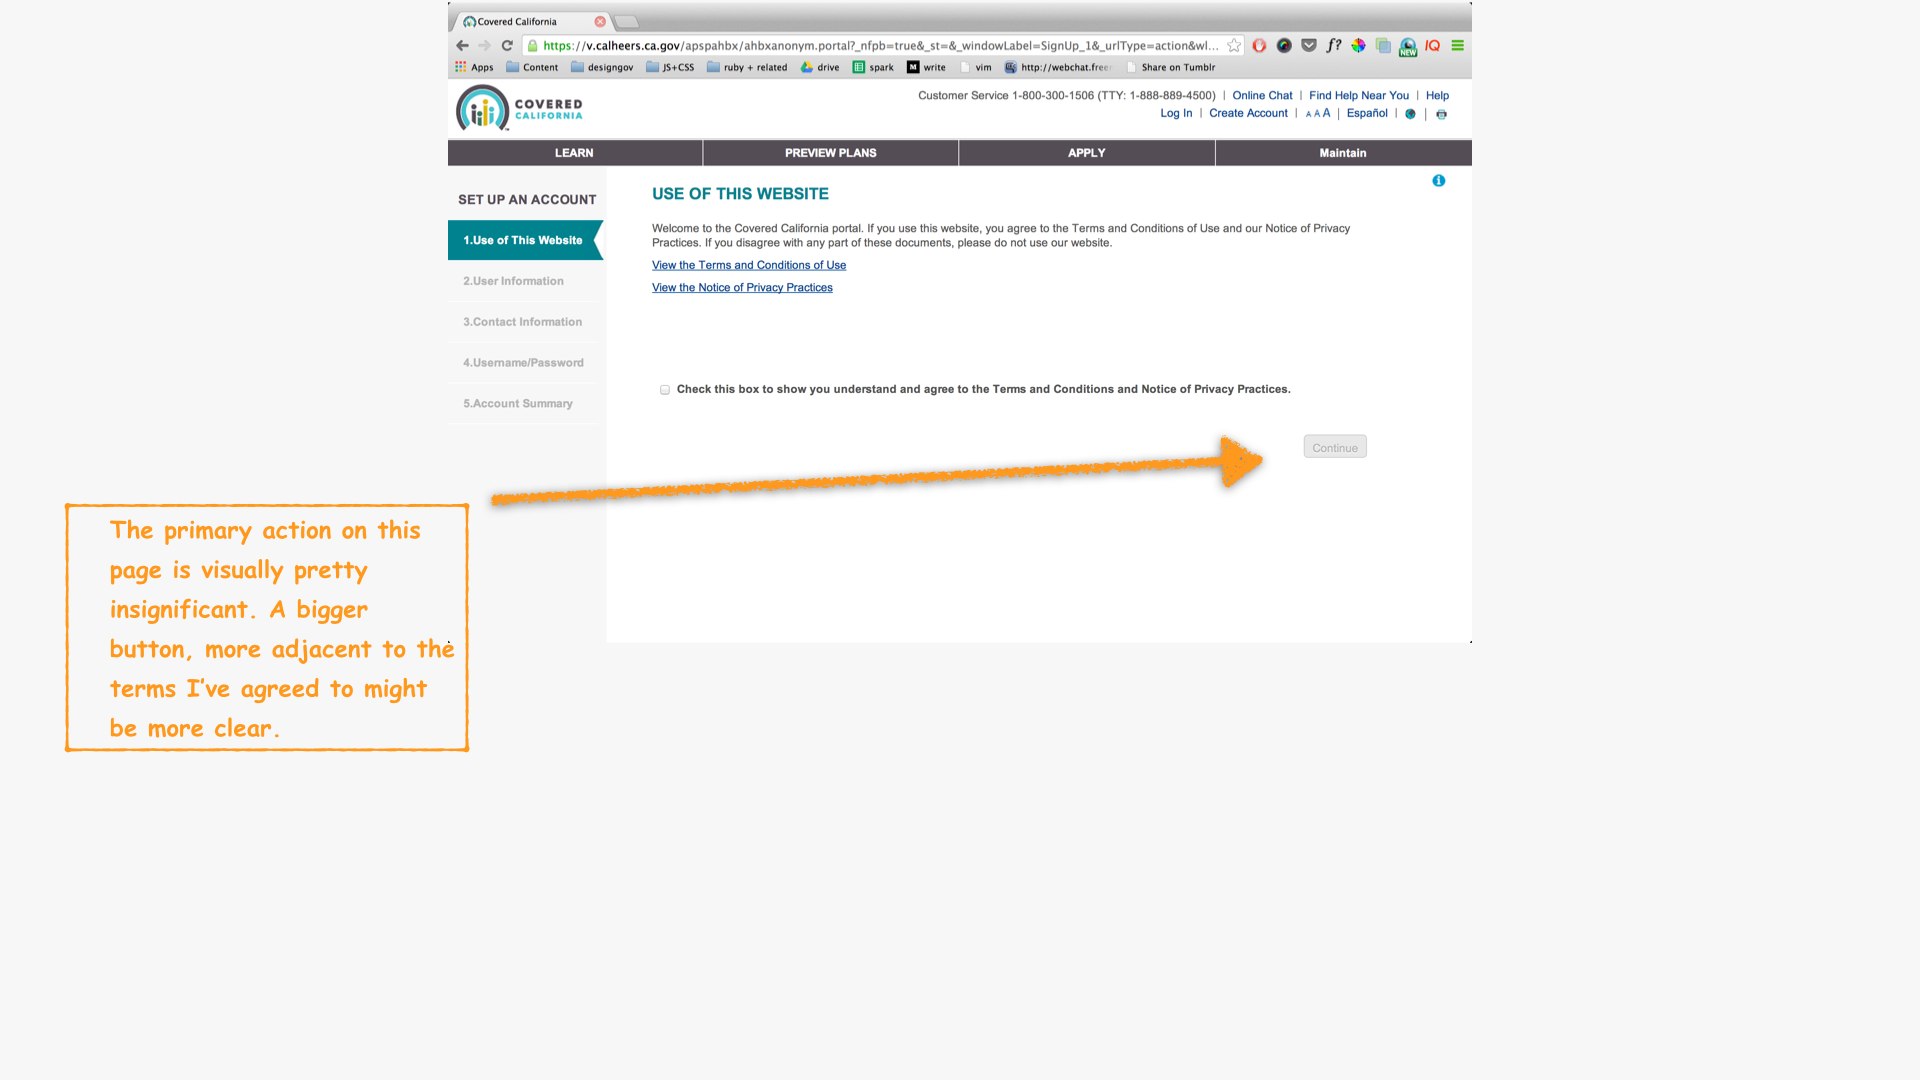 Covered California
https://v.calheers.ca.gov/apspahbx/ahbxanonym.portal?_nfpb=true&_st=&_windowLabel=SignUp_1&_urlType=action&wl...
f?
NEW
IQ
Apps Content designgov JS+CSS ruby + related drive spark M write vim http://webchat.free Share on Tumblr
COVERED
CALIFORNIA
Customer Service 1-800-300-1506 (TTY: 1-888-889-4500) | Online Chat | Find Help Near You | Help
Log In | Create Account | A A A | Español | |
LEARN PREVIEW PLANS APPLY Maintain
SET UP AN ACCOUNT
1.Use of This Website
2.User Information
3.Contact Information
4.Username/Password
5.Account Summary
USE OF THIS WEBSITE
Welcome to the Covered California portal. If you use this website, you agree to the Terms and Conditions of Use and our Notice of Privacy
Practices. If you disagree with any part of these documents, please do not use our website.
View the Terms and Conditions of Use
View the Notice of Privacy Practices
Check this box to show you understand and agree to the Terms and Conditions and Notice of Privacy Practices.
Continue
The primary action on this
page is visually pretty
insignificant. A bigger
button, more adjacent to the
terms I've agreed to might
be more clear.